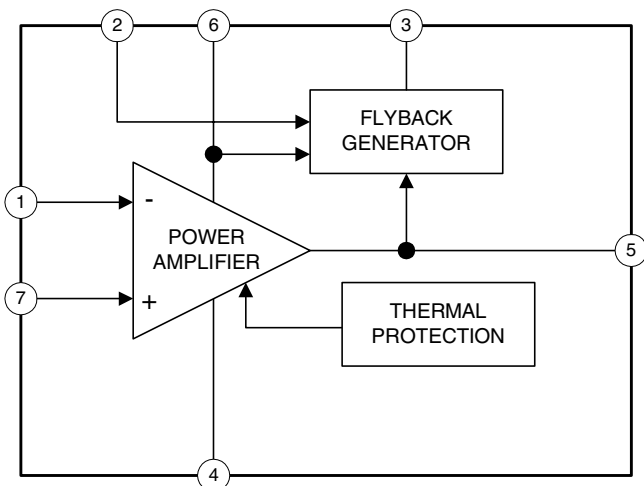 2
6
3
FLYBACK
GENERATOR
1
-
POWER
AMPLIFIER
5
7
+
THERMAL
PROTECTION
4